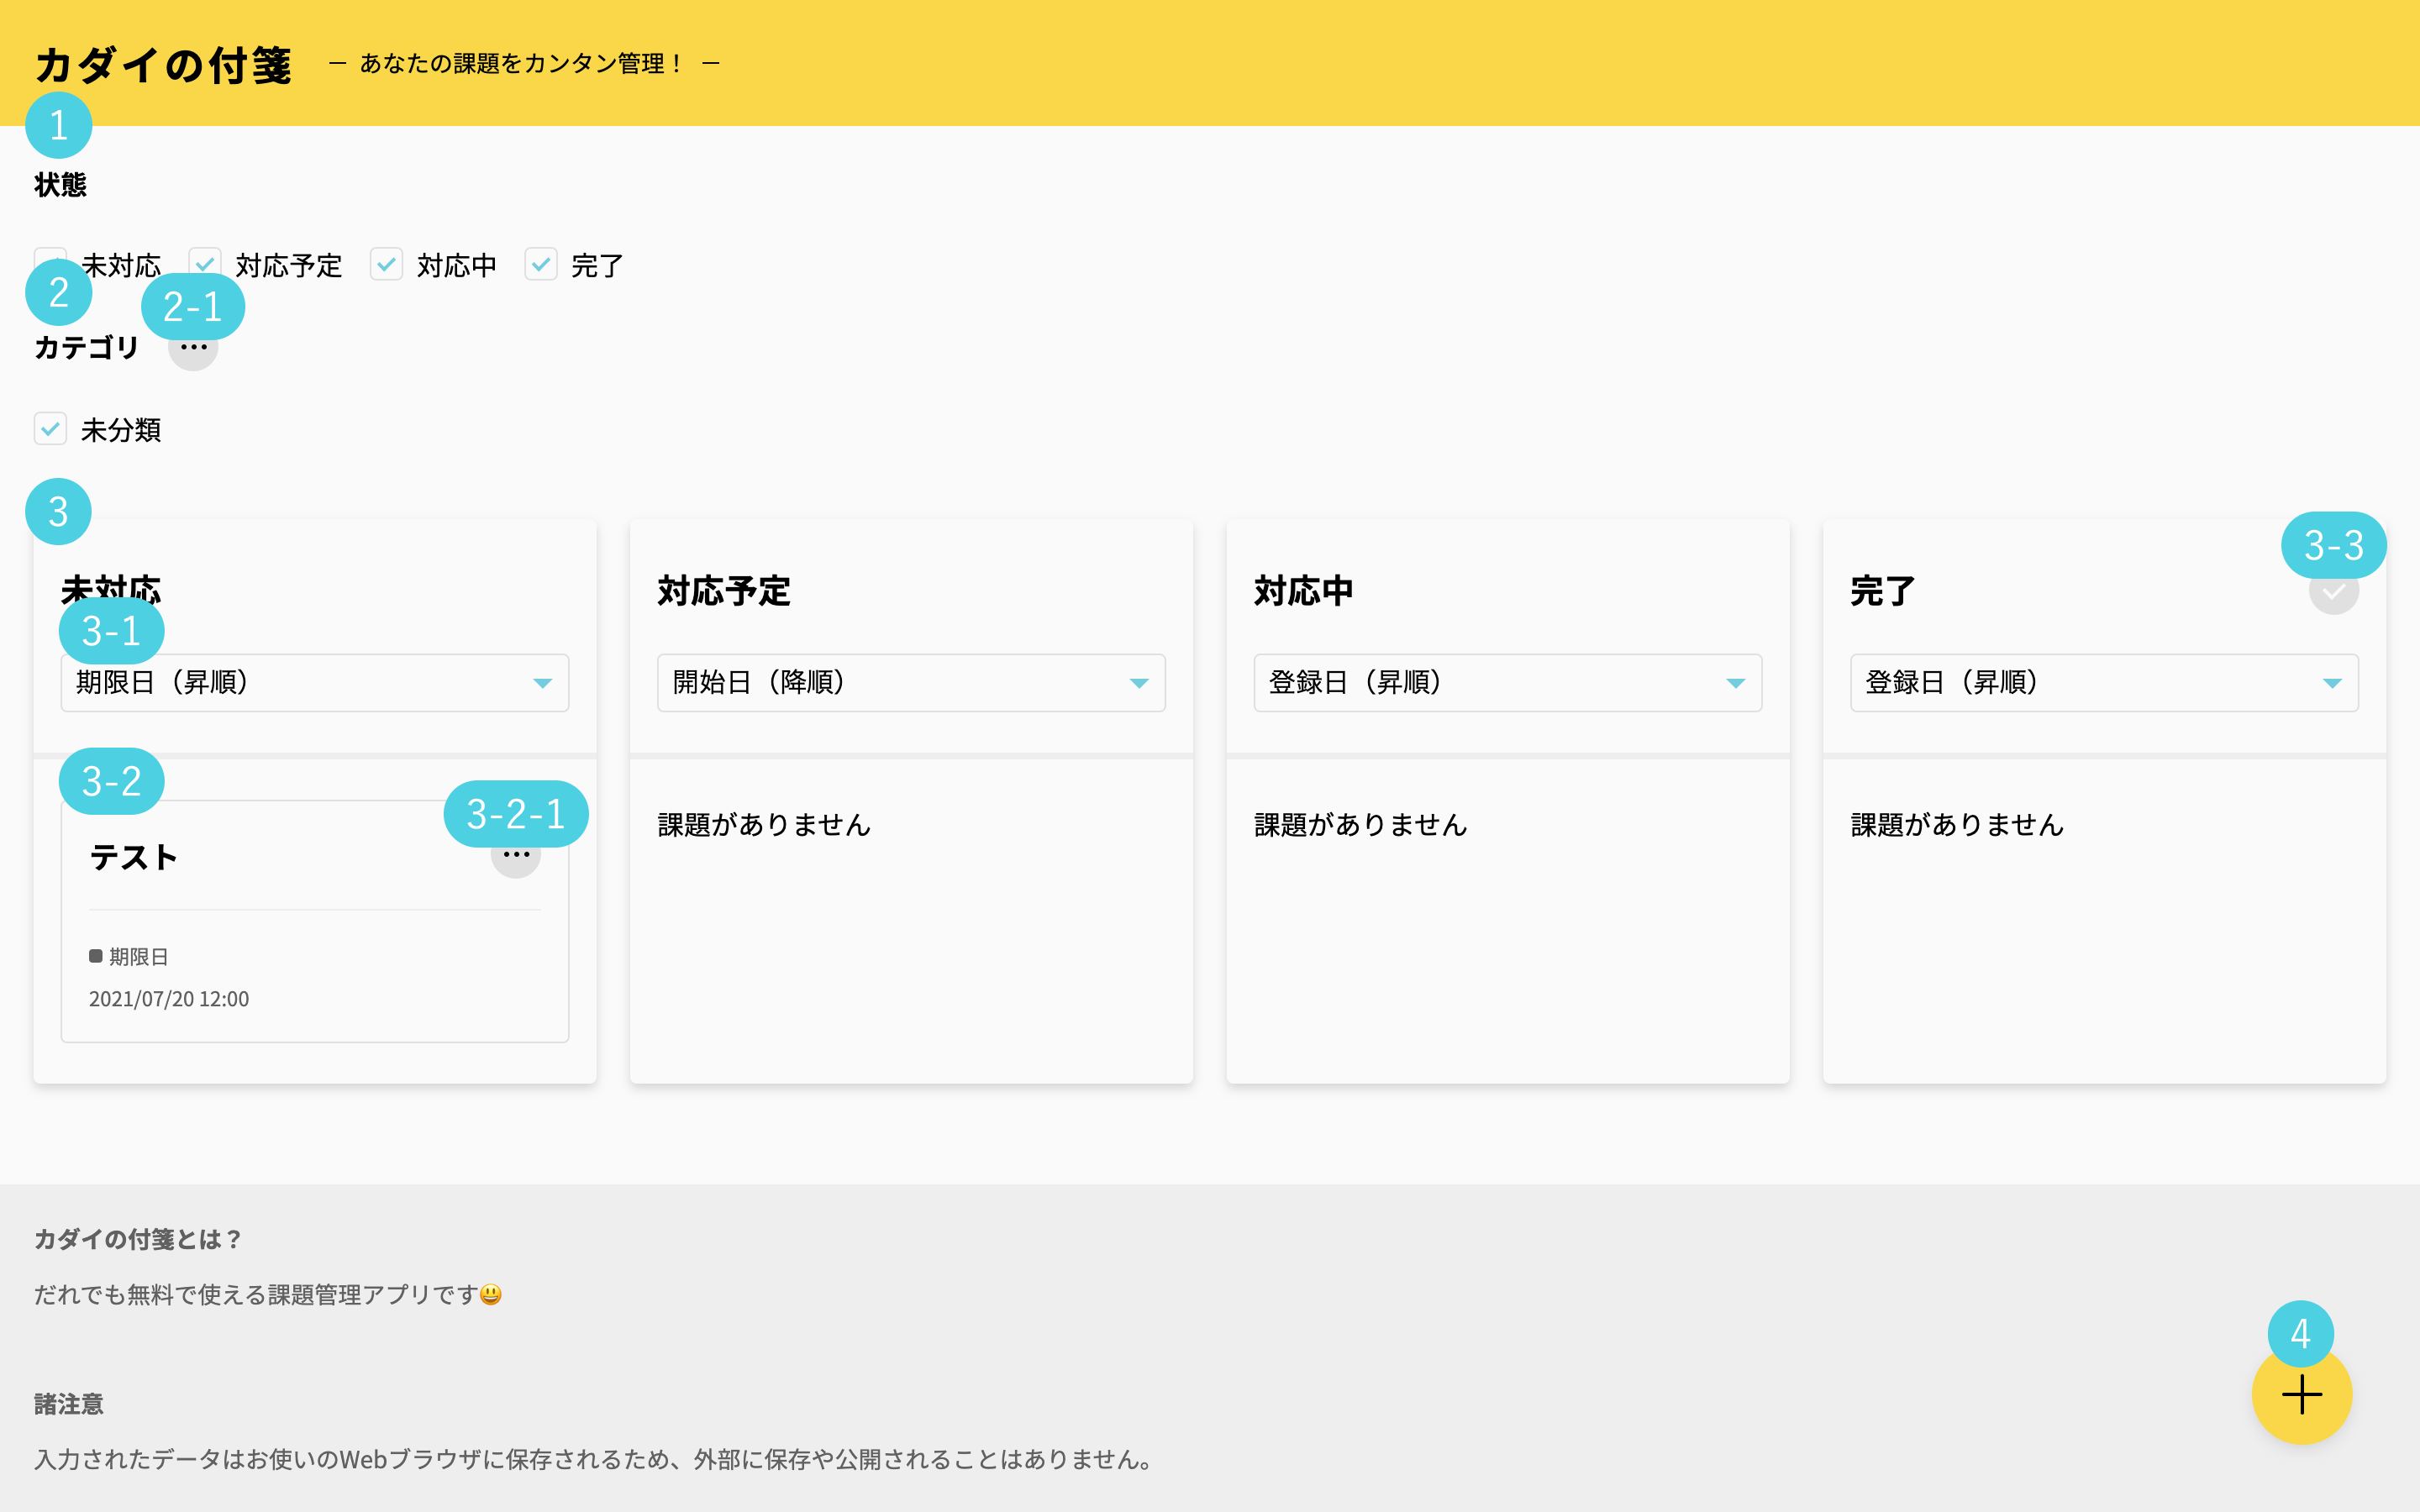 カダイの付箋 ー あなたの課題をカンタン管理！ ー
1
状態
未対応 対応予定 対応中 完了
2
2-1
カテゴリ
未分類
3
3-3
未対応
対応予定
対応中
完了
3-1
期限日（昇順）
開始日（降順）
登録日（昇順）
登録日（昇順）
3-2
3-2-1
テスト
期限日
2021/07/20 12:00
課題がありません
課題がありません
課題がありません
カダイの付箋とは？
だれでも無料で使える課題管理アプリです😃
4
諸注意
入力されたデータはお使いのWebブラウザに保存されるため、外部に保存や公開されることはありません。